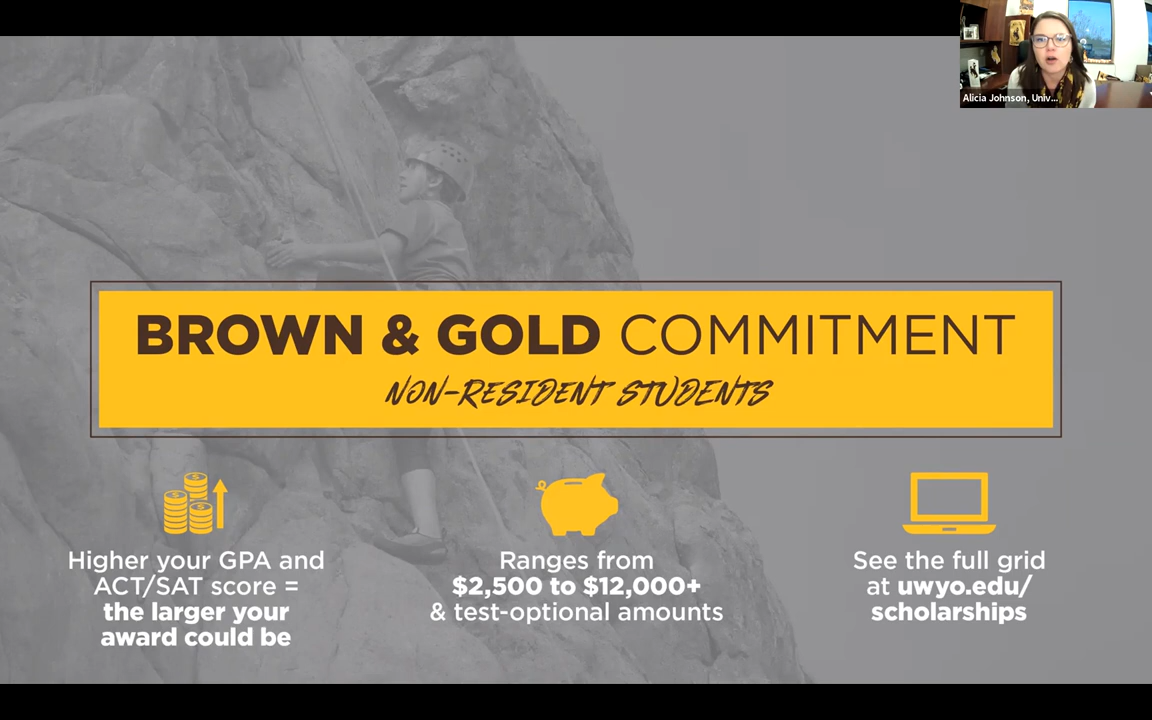 Alicia Johnson, Univ...
BROWN & GOLD COMMITMENT
NON-RESIDENT STUDENTS
Higher your GPA and
ACT/SAT score =
the larger your
award could be
Ranges from
$2,500 to $12,000+
& test-optional amounts
See the full grid
at uwyo.edu/
scholarships